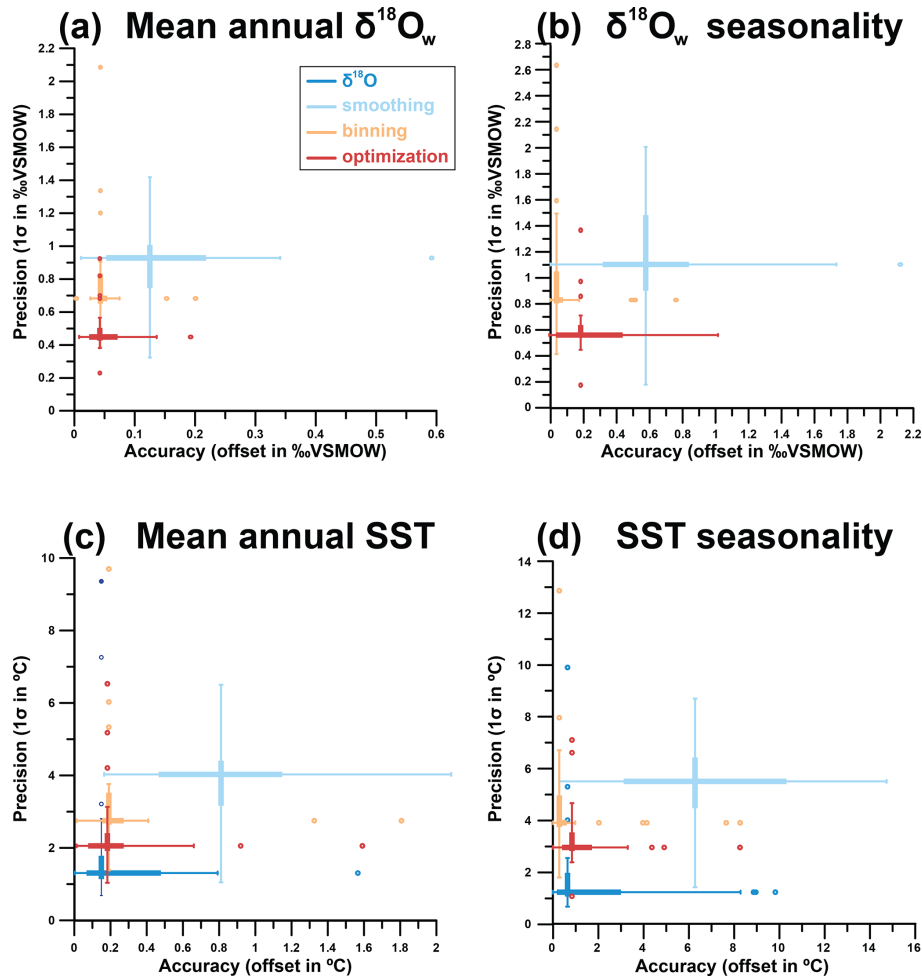 (a) Mean annual δ¹⁸Ow
2.2
2
1.8
1.6
1.4
1.2
1
0.8
0.6
0.4
0.2
0
Precision (1σ in ‰VSMOW)
δ¹⁸O
smoothing
binning
optimization
0 0.1 0.2 0.3 0.4 0.5 0.6
Accuracy (offset in ‰VSMOW)
(b) δ¹⁸Ow seasonality
2.8
2.6
2.4
2.2
2
1.8
1.6
1.4
1.2
1
0.8
0.6
0.4
0.2
0
Precision (1σ in ‰VSMOW)
0 0.2 0.4 0.6 0.8 1 1.2 1.4 1.6 1.8 2 2.2
Accuracy (offset in ‰VSMOW)
(c) Mean annual SST
10
8
6
4
2
0
Precision (1σ in ºC)
0 0.2 0.4 0.6 0.8 1 1.2 1.4 1.6 1.8 2
Accuracy (offset in ºC)
(d) SST seasonality
14
12
10
8
6
4
2
0
Precision (1σ in ºC)
0 2 4 6 8 10 12 14 16
Accuracy (offset in ºC)